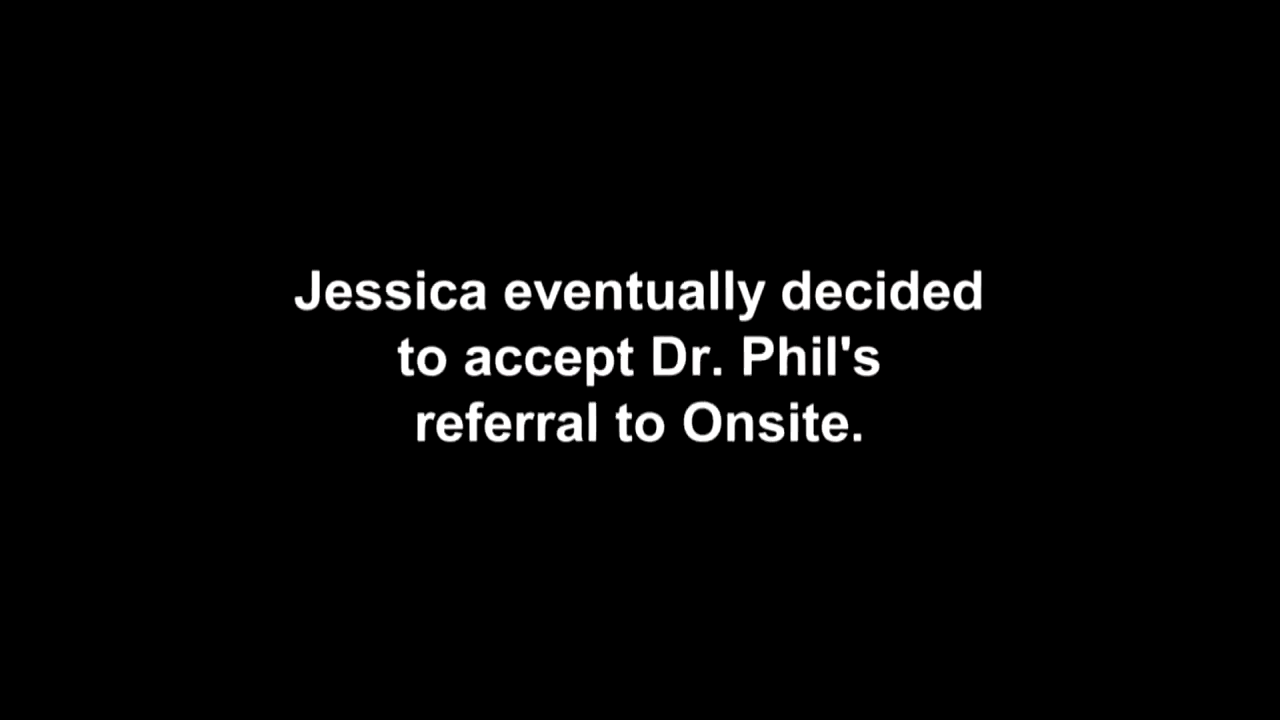 Jessica eventually decided
to accept Dr. Phil's
referral to Onsite.